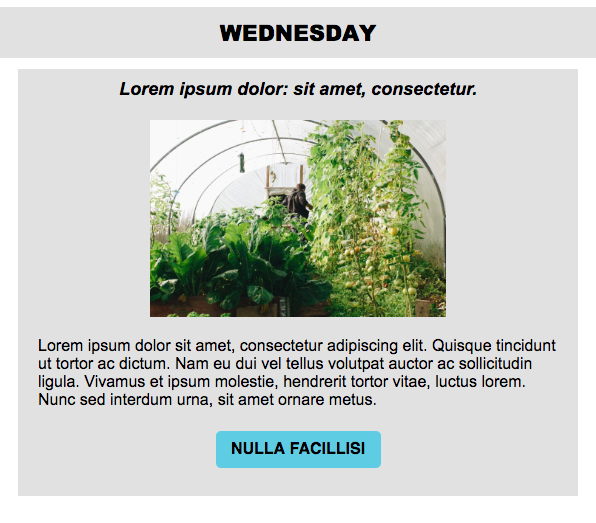 WEDNESDAY
Lorem ipsum dolor: sit amet, consectetur.
Lorem ipsum dolor sit amet, consectetur adipiscing elit. Quisque tincidunt
ut tortor ac dictum. Nam eu dui vel tellus volutpat auctor ac sollicitudin
ligula. Vivamus et ipsum molestie, hendrerit tortor vitae, luctus lorem.
Nunc sed interdum urna, sit amet ornare metus.
NULLA FACILLISI